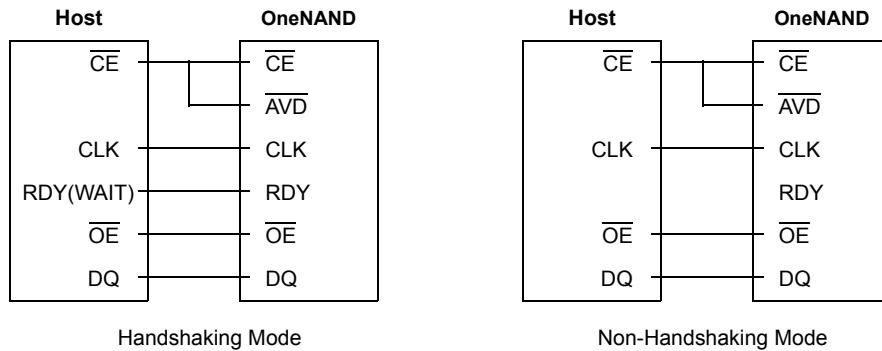 Host OneNAND
CE CE
AVD
CLK CLK
RDY(WAIT) RDY
OE OE
DQ DQ
Handshaking Mode
Host OneNAND
CE CE
AVD
CLK CLK
RDY
OE OE
DQ DQ
Non-Handshaking Mode